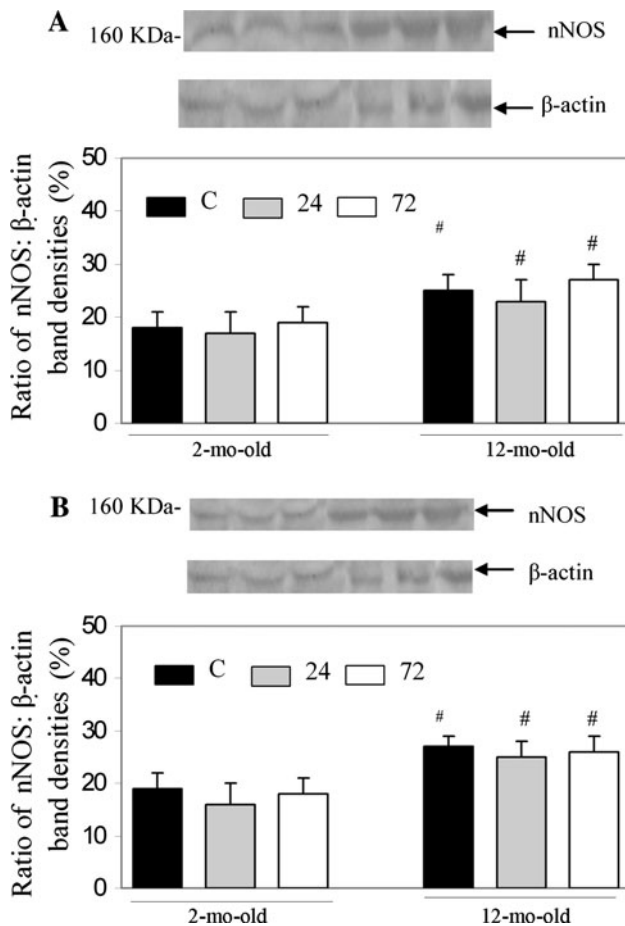 A
160 KDa-
nNOS
β-actin
Ratio of nNOS: β-actin
band densities (%)
50
40
30
20
10
0
C 24 72
# # #
2-mo-old 12-mo-old
B
160 KDa-
nNOS
β-actin
Ratio of nNOS: β-actin
band densities (%)
50
40
30
20
10
0
C 24 72
# # #
2-mo-old 12-mo-old